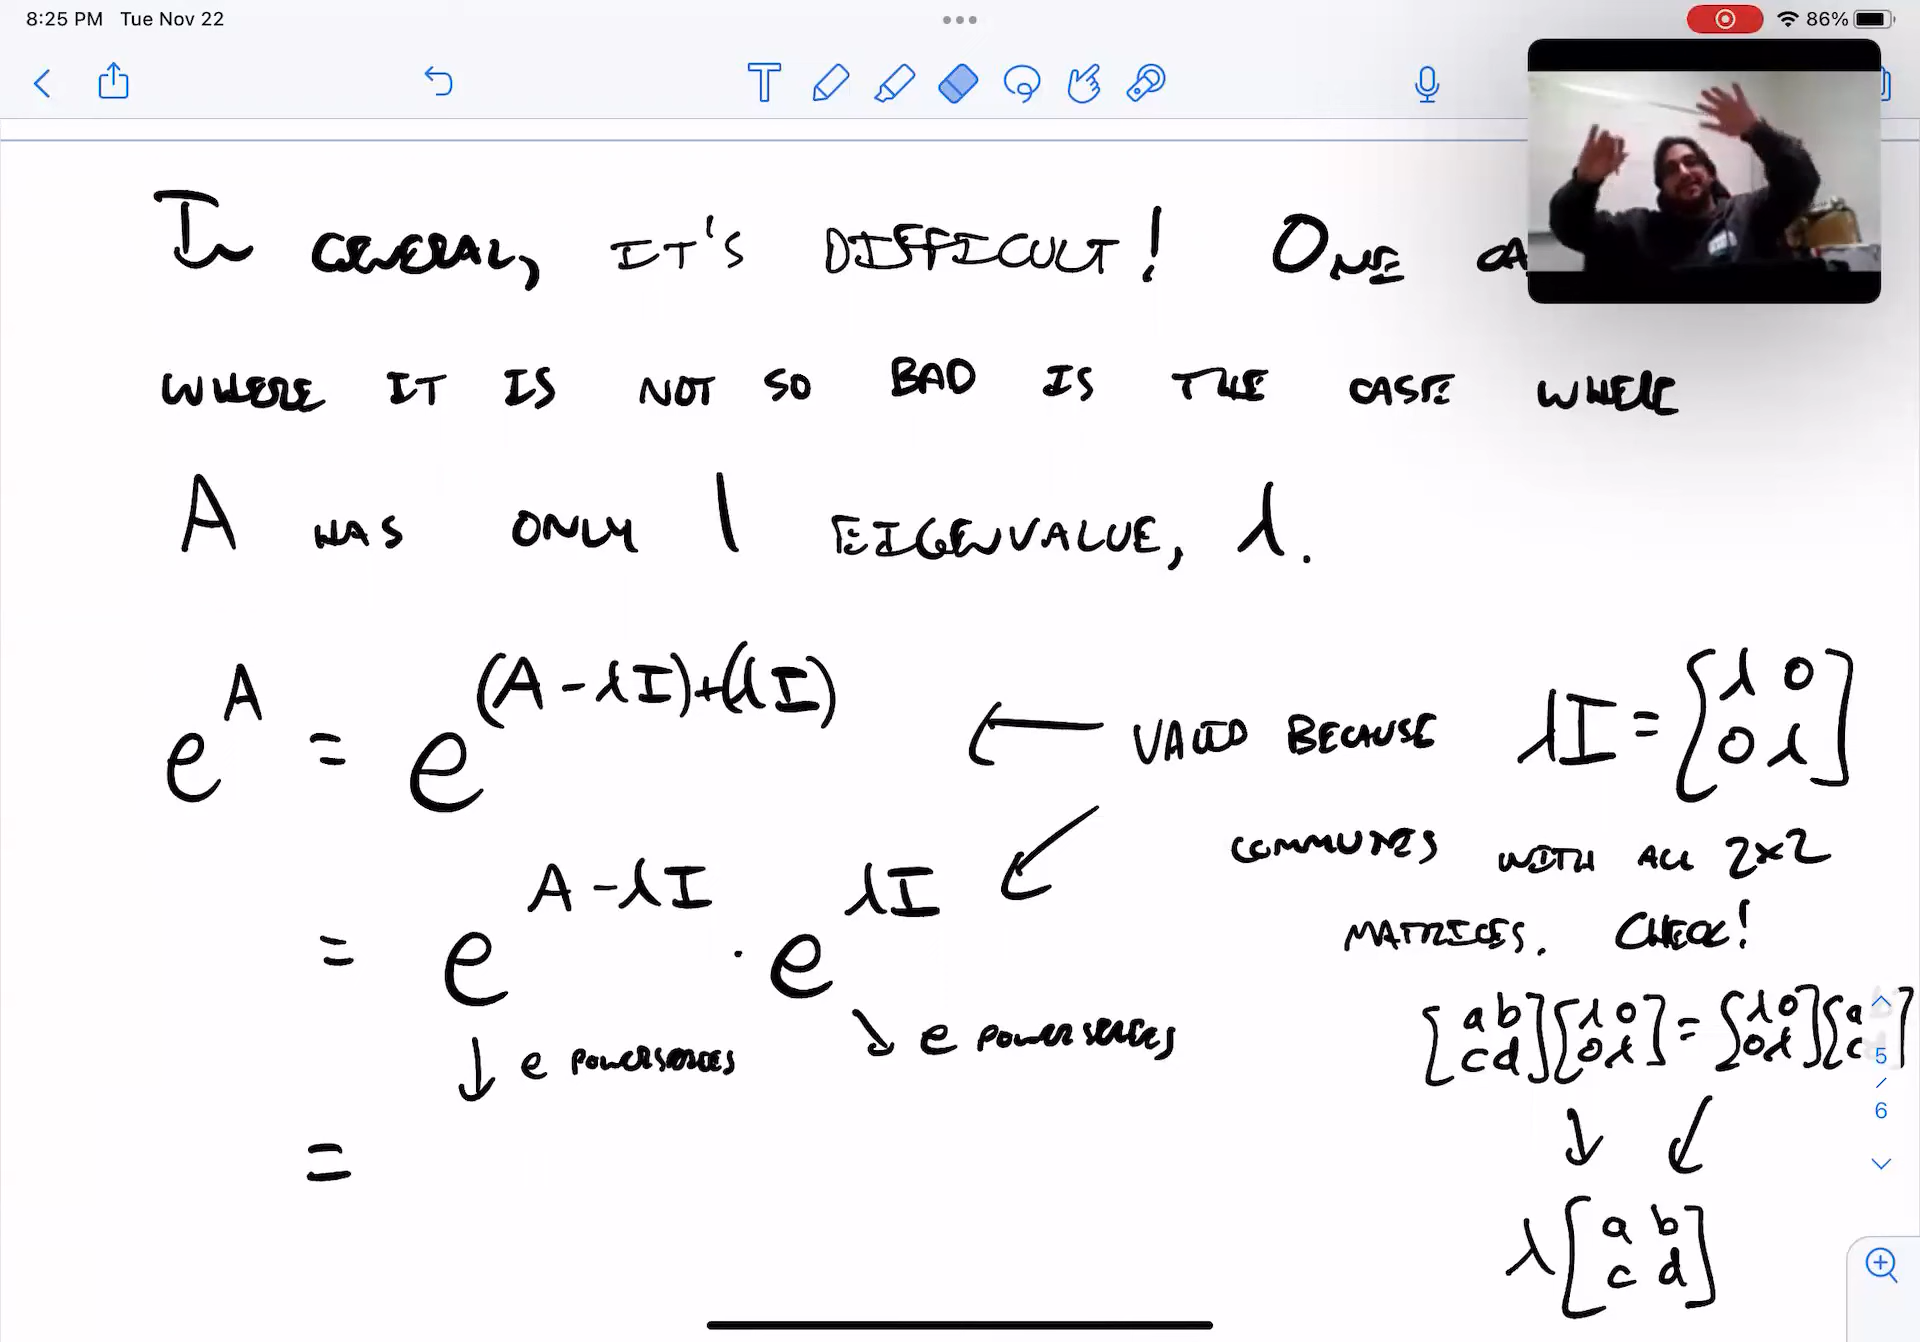 8:25 PM Tue Nov 22
86%
IN GENERAL, IT'S DIFFICULT! ONE
WHERE IT IS NOT SO BAD IS THE CASE WHERE
A HAS ONLY 1 EIGENVALUE, λ.
e^A = e^{(A - λI)+(λI)}
VALID BECAUSE λI = [λ 0; 0 λ]
COMMUTES WITH ALL 2×2
MATRICES. CHECK!
= e^{A - λI} · e^{λI}
↓ e POWERSERIES
↘ e POWERSERIES
[a b; c d][λ 0; 0 λ] = [λ 0; 0 λ][a; c]
λ[a b; c d]
=
5
/
6